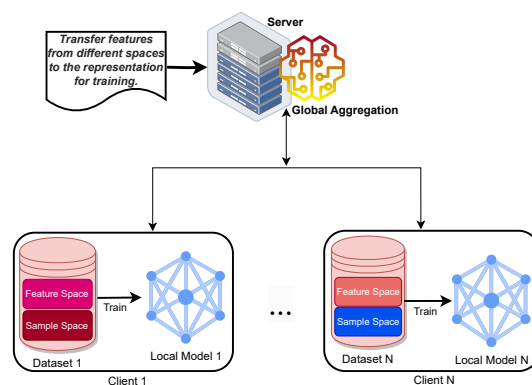 Server
Transfer features
from different spaces
to the representation
for training.
Global Aggregation
Feature Space
Sample Space
Train
Dataset 1
Local Model 1
Client 1
...
Feature Space
Sample Space
Train
Dataset N
Local Model N
Client N